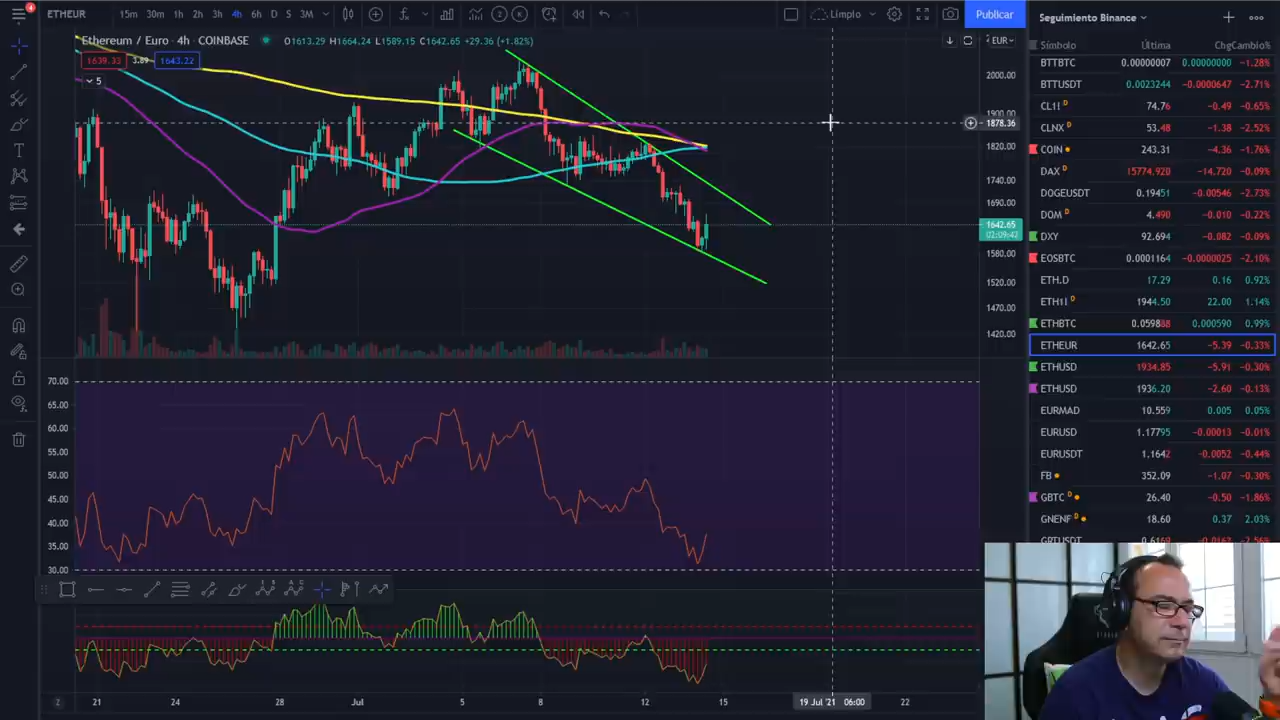 4
ETHEUR 15m 30m 1h 2h 3h 4h 6h D S 3M Limplo Publicar
Seguimiento Binance
Ethereum / Euro · 4h · COINBASE O1613.29 H1664.24 L1589.15 C1642.65 +29.36 (+1.82%)
EUR
1639.33 3.89 1643.22
5
2000.00
1900.00
1878.36
1820.00
1740.00
1690.00
1642.65
02:09:42
1580.00
1520.00
1470.00
1420.00
70.00
65.00
60.00
55.00
50.00
45.00
40.00
35.00
30.00
21 24 28 Jul 5 8 12 15 19 Jul '21 06:00 22
Símbolo Última Chg Cambio%
BTTBTC 0.00000007 0.00000000 -1.28%
BTTUSDT 0.0023244 -0.0000647 -2.71%
CL1! D 74.76 -0.49 -0.65%
CLNX D 53.48 -1.38 -2.52%
COIN 243.31 -4.36 -1.76%
DAX D 15774.920 -14.720 -0.09%
DOGEUSDT 0.19451 -0.00546 -2.73%
DOM D 4.490 -0.010 -0.22%
DXY 92.694 -0.082 -0.09%
EOSBTC 0.0001164 -0.0000025 -2.10%
ETH.D 17.29 0.16 0.92%
ETH1! D 1944.50 22.00 1.14%
ETHBTC 0.059888 0.000590 0.99%
ETHEUR 1642.65 -5.39 -0.33%
ETHUSD 1934.85 -5.91 -0.30%
ETHUSD 1936.20 -2.60 -0.13%
EURMAD 10.559 0.005 0.05%
EURUSD 1.17795 -0.00013 -0.01%
EURUSDT 1.1642 -0.0052 -0.44%
FB 352.09 -1.07 -0.30%
GBTC D 26.40 -0.50 -1.86%
GNENF D 18.60 0.37 2.03%
GRTUSDT